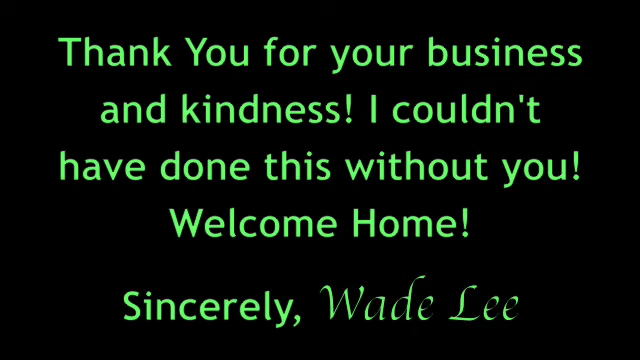 Thank You for your business
and kindness! I couldn't
have done this without you!
Welcome Home!
Sincerely, Wade Lee